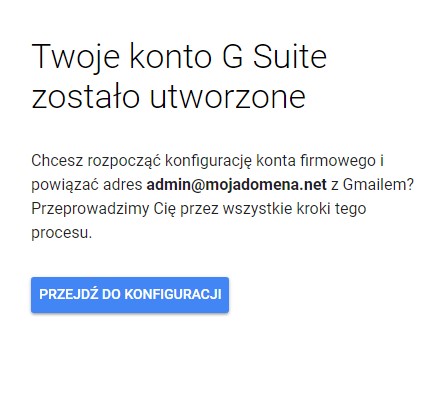 Twoje konto G Suite
zostało utworzone
Chcesz rozpocząć konfigurację konta firmowego i
powiązać adres admin@mojadomena.net z Gmailem?
Przeprowadzimy Cię przez wszystkie kroki tego
procesu.
PRZEJDŹ DO KONFIGURACJI